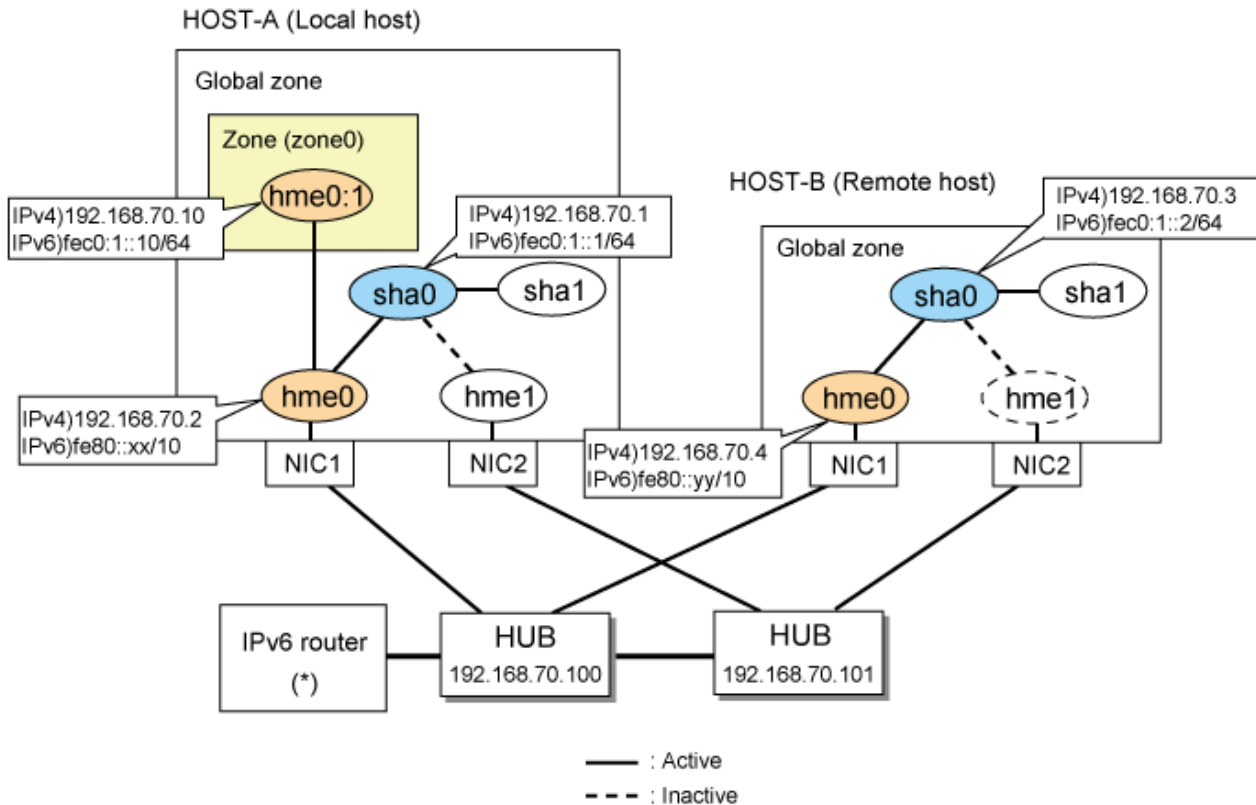 HOST-A (Local host)
Global zone
Zone (zone0)
hme0:1
IPv4)192.168.70.10
IPv6)fec0:1::10/64
IPv4)192.168.70.1
IPv6)fec0:1::1/64
sha0
sha1
hme0
hme1
IPv4)192.168.70.2
IPv6)fe80::xx/10
NIC1
NIC2
HOST-B (Remote host)
IPv4)192.168.70.3
IPv6)fec0:1::2/64
Global zone
sha0
sha1
hme0
hme1
IPv4)192.168.70.4
IPv6)fe80::yy/10
NIC1
NIC2
IPv6 router
(*)
HUB
192.168.70.100
HUB
192.168.70.101
: Active
: Inactive